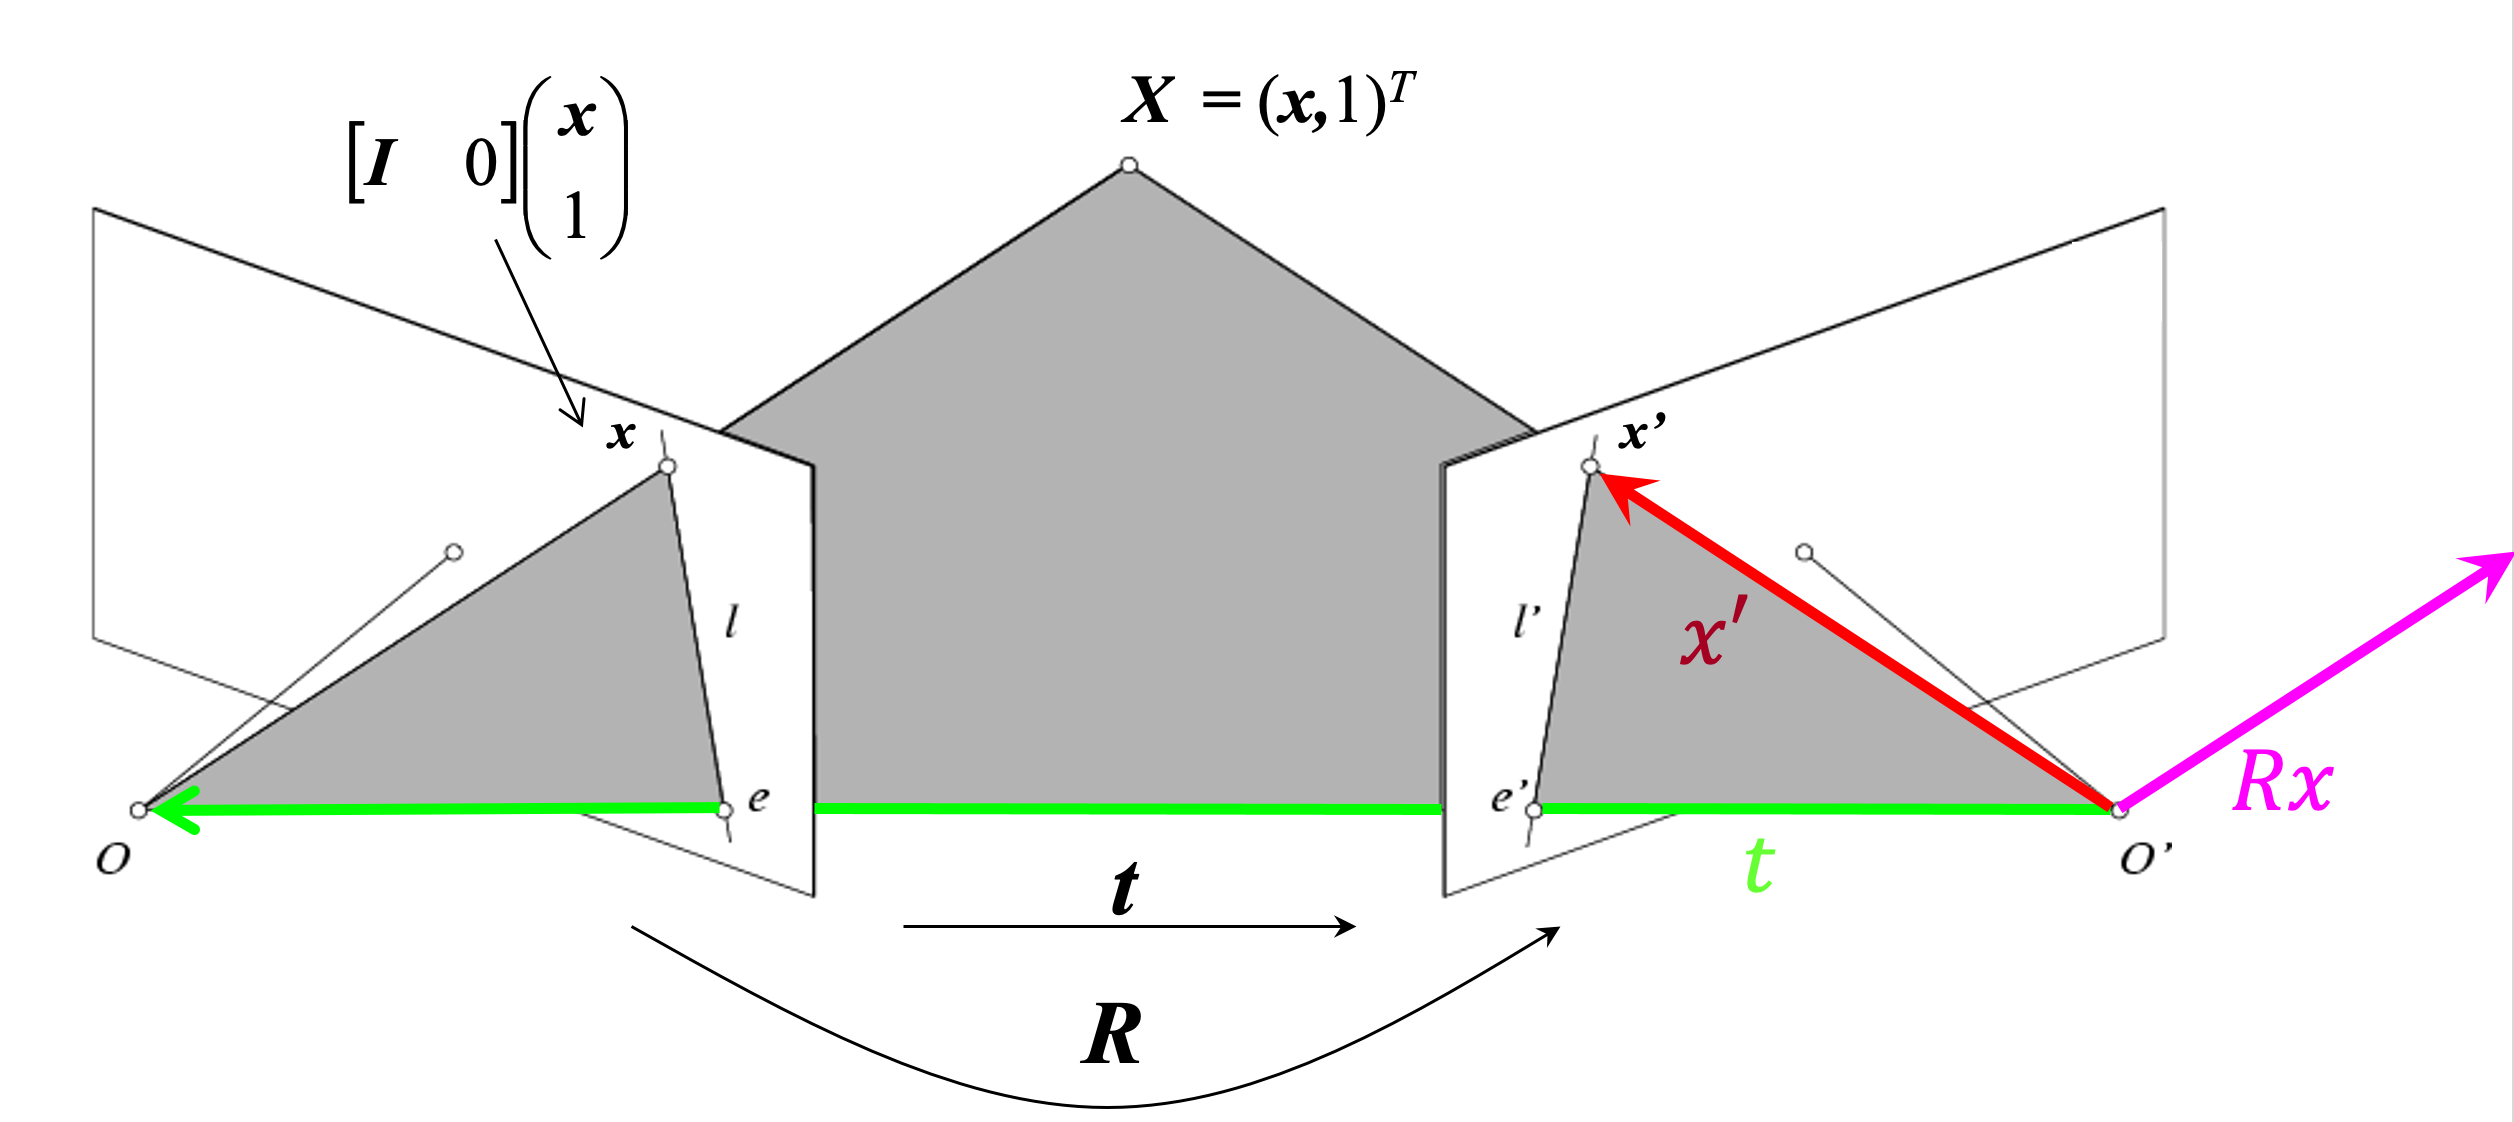 X = (x,1)^T
[I 0](x
1)
x
x'
l
l'
x′
e
e'
Rx
O
t
t
O'
R